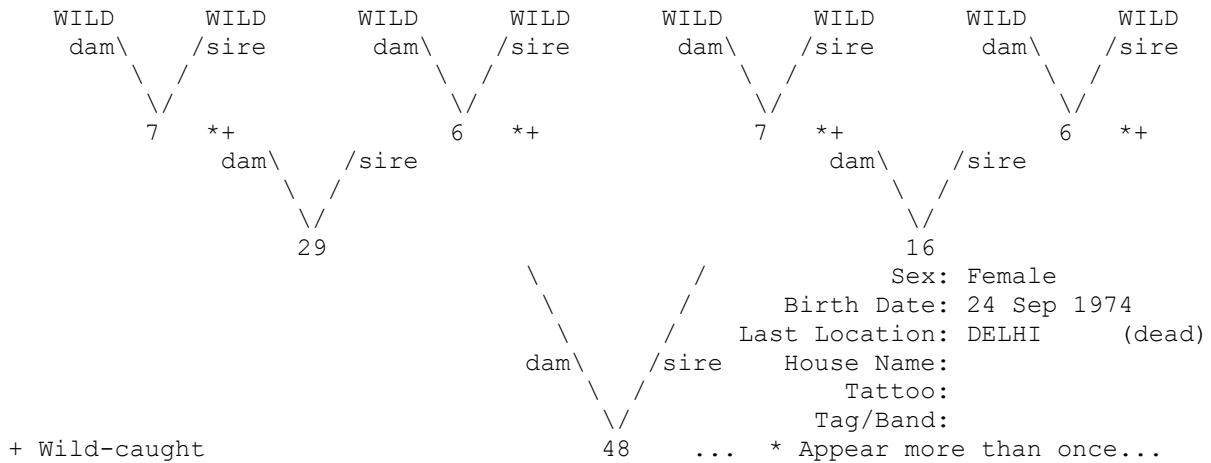 WILD WILD WILD WILD WILD WILD WILD WILD
dam\ /sire dam\ /sire dam\ /sire dam\ /sire
\ / \ / \ / \ /
\/ \/ \/ \/
7 *+ 6 *+ 7 *+ 6 *+
dam\ /sire dam\ /sire
\ / \ /
\/ \/
29 16
\ / Sex: Female
\ / Birth Date: 24 Sep 1974
\ / Last Location: DELHI (dead)
dam\ /sire House Name:
\ / Tattoo:
\/ Tag/Band:
+ Wild-caught 48 ... * Appear more than once...